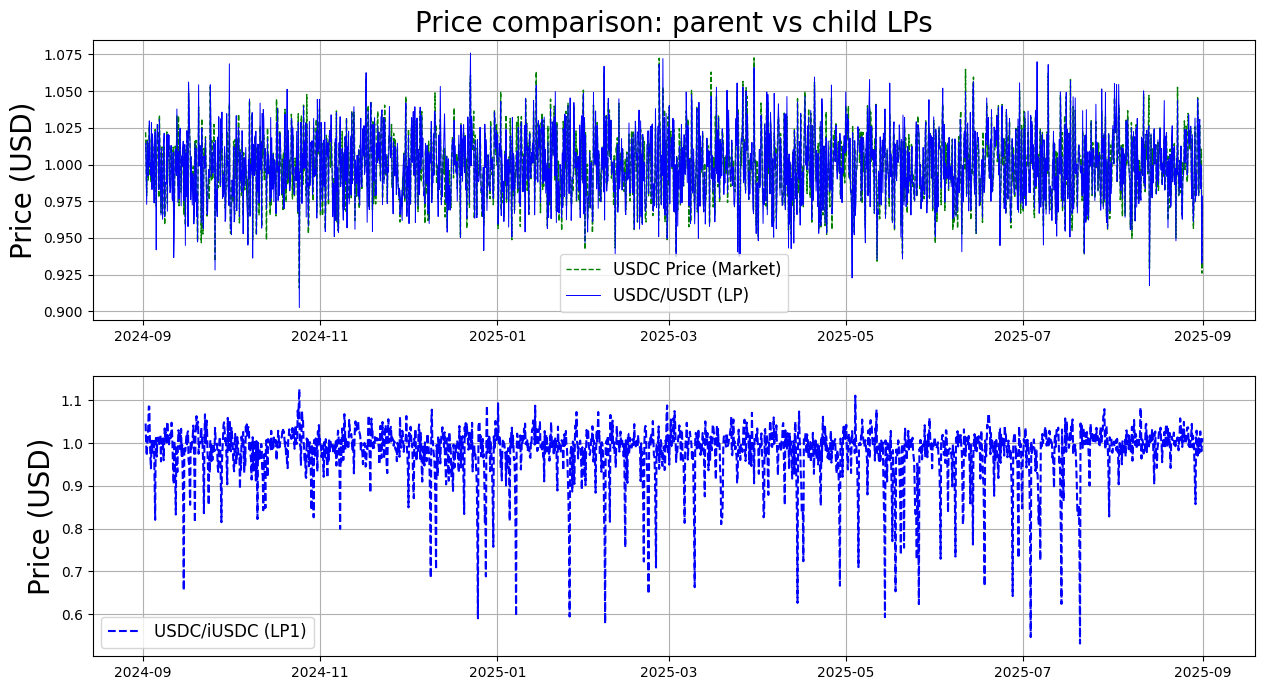 Price comparison: parent vs child LPs
Price (USD)
1.075
1.050
1.025
1.000
0.975
0.950
0.925
0.900
USDC Price (Market)
USDC/USDT (LP)
2024-09 2024-11 2025-01 2025-03 2025-05 2025-07 2025-09
Price (USD)
1.1
1.0
0.9
0.8
0.7
0.6
USDC/iUSDC (LP1)
2024-09 2024-11 2025-01 2025-03 2025-05 2025-07 2025-09